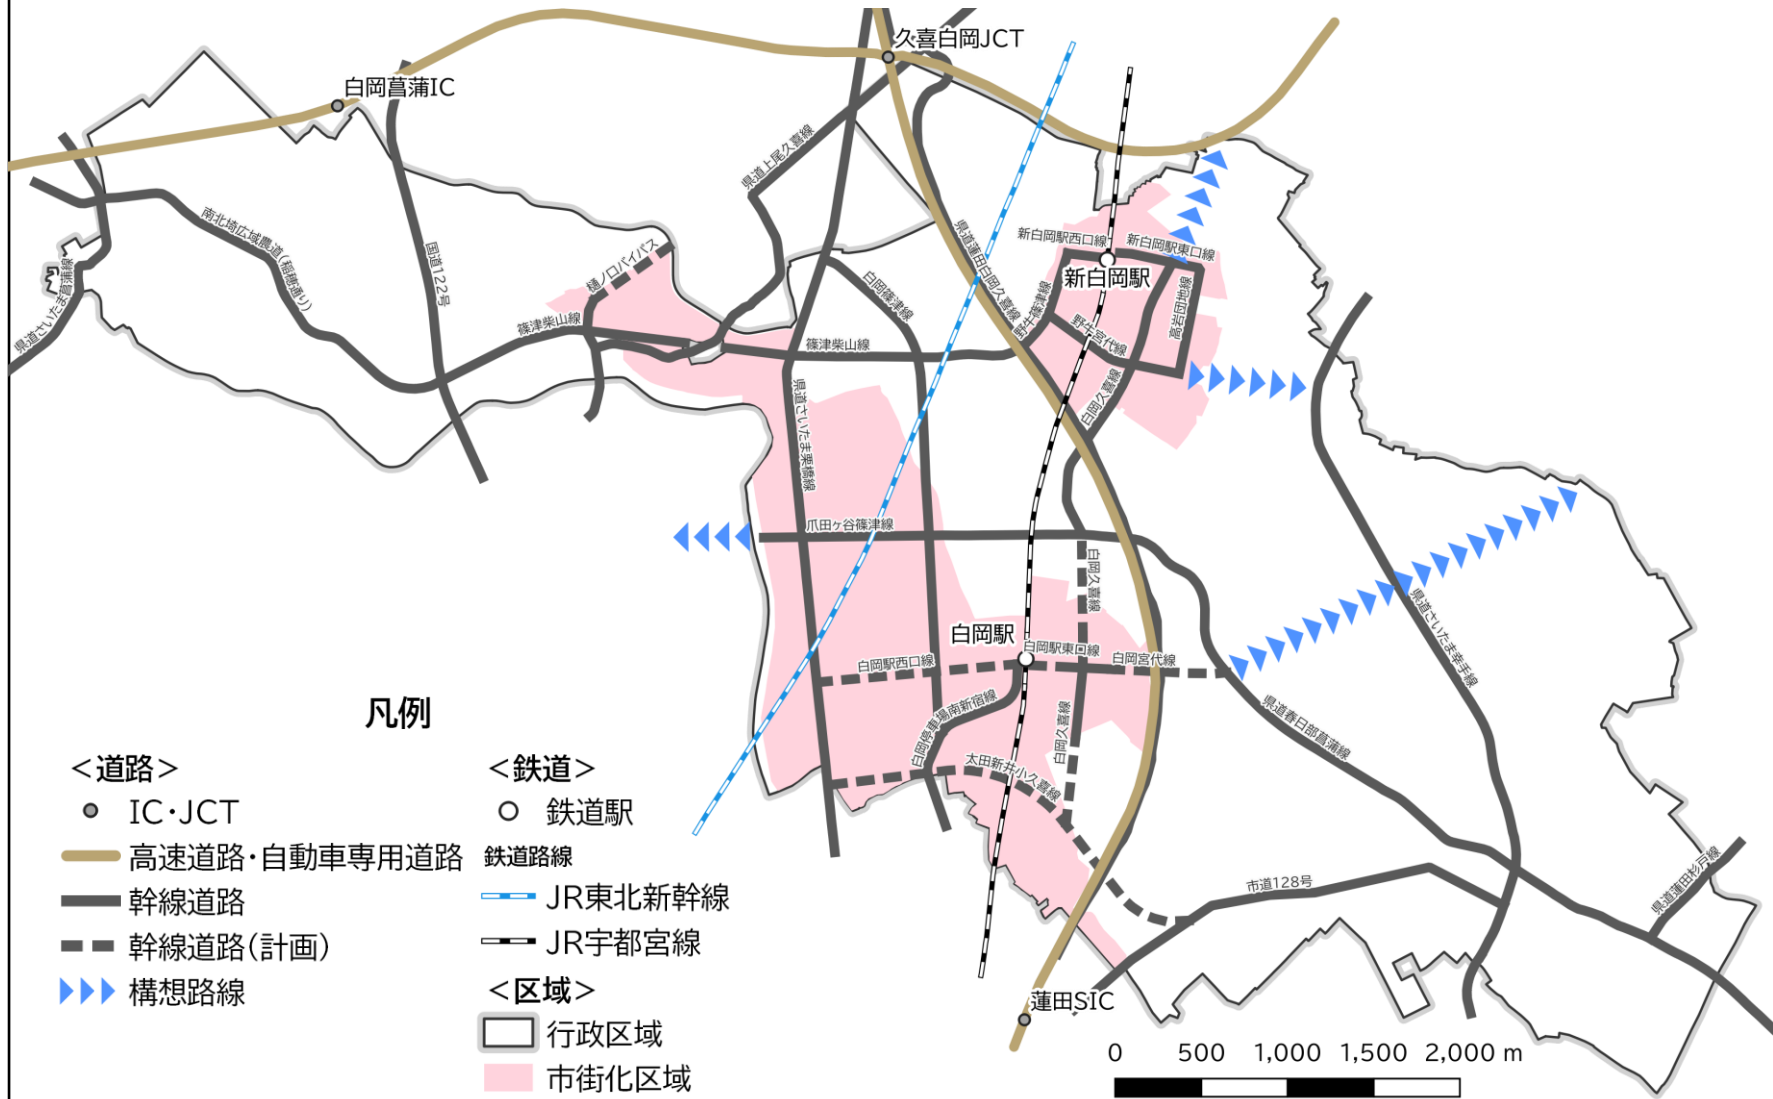 久喜白岡JCT
白岡菖蒲IC
県道上尾久喜線
南北埼広域農道(稲穂通り)
国道122号
県道さいたま菖蒲線
樋ノ口バイパス
篠津柴山線
白岡篠津線
篠津柴山線
県道蓮田白岡久喜線
新白岡駅西口線
新白岡駅東口線
新白岡駅
野牛篠津線
野牛宮代線
高岩団地線
白岡久喜線
県道さいたま栗橋線
爪田ヶ谷篠津線
白岡久喜線
白岡駅
白岡駅東口線
白岡宮代線
白岡駅西口線
白岡停車場南新宿線
白岡久喜線
太田新井小久喜線
県道さいたま幸手線
県道春日部菖蒲線
市道128号
県道蓮田杉戸線
蓮田SIC
0 500 1,000 1,500 2,000 m
凡例
<道路>
IC・JCT
高速道路・自動車専用道路
幹線道路
幹線道路(計画)
構想路線
<鉄道>
鉄道駅
鉄道路線
JR東北新幹線
JR宇都宮線
<区域>
行政区域
市街化区域